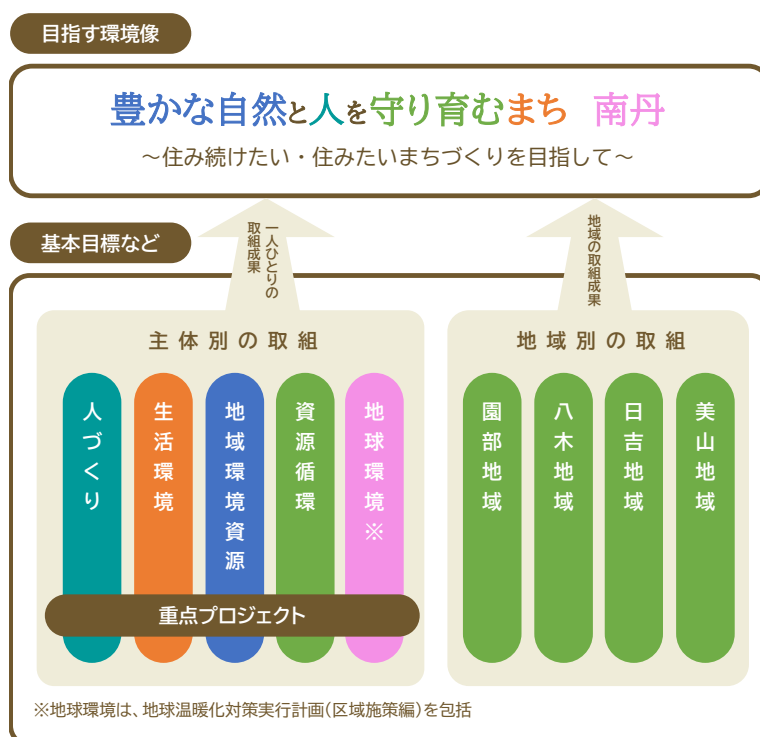 目指す環境像
豊かな自然と人を守り育むまち　南丹
～住み続けたい・住みたいまちづくりを目指して～
基本目標など
一人ひとりの
取組成果
地域の取組成果
主体別の取組
人づくり
生活環境
地域環境資源
資源循環
地球環境※
重点プロジェクト
地域別の取組
園部地域
八木地域
日吉地域
美山地域
※地球環境は、地球温暖化対策実行計画(区域施策編)を包括